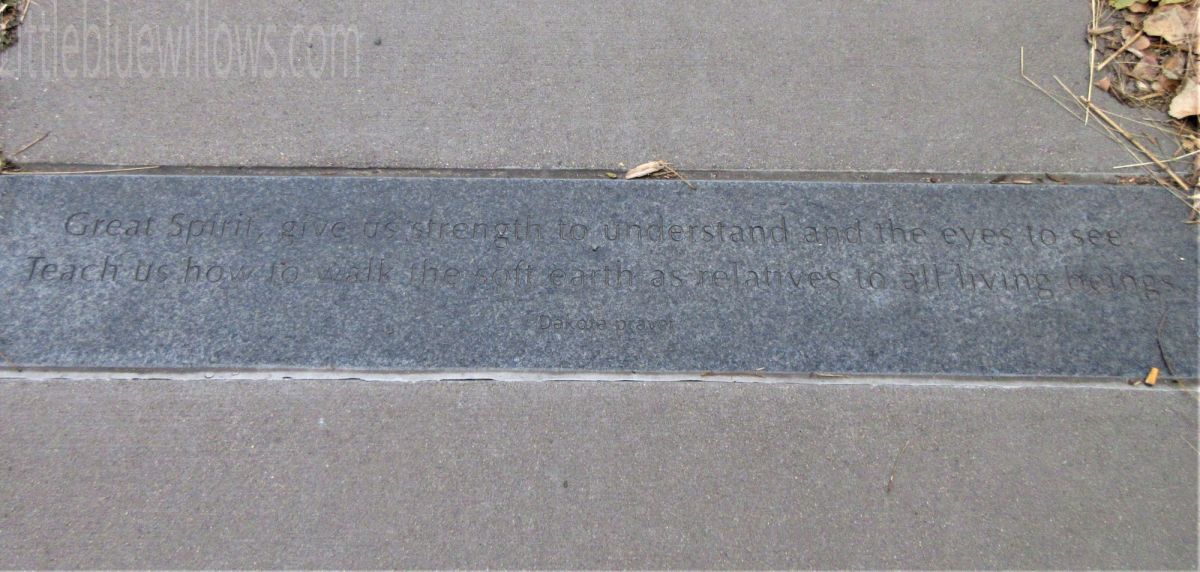 littlebluewillows.com
Great Spirit, give us strength to understand and the eyes to see.
Teach us how to walk the soft earth as relatives to all living beings.
Dakota prayer